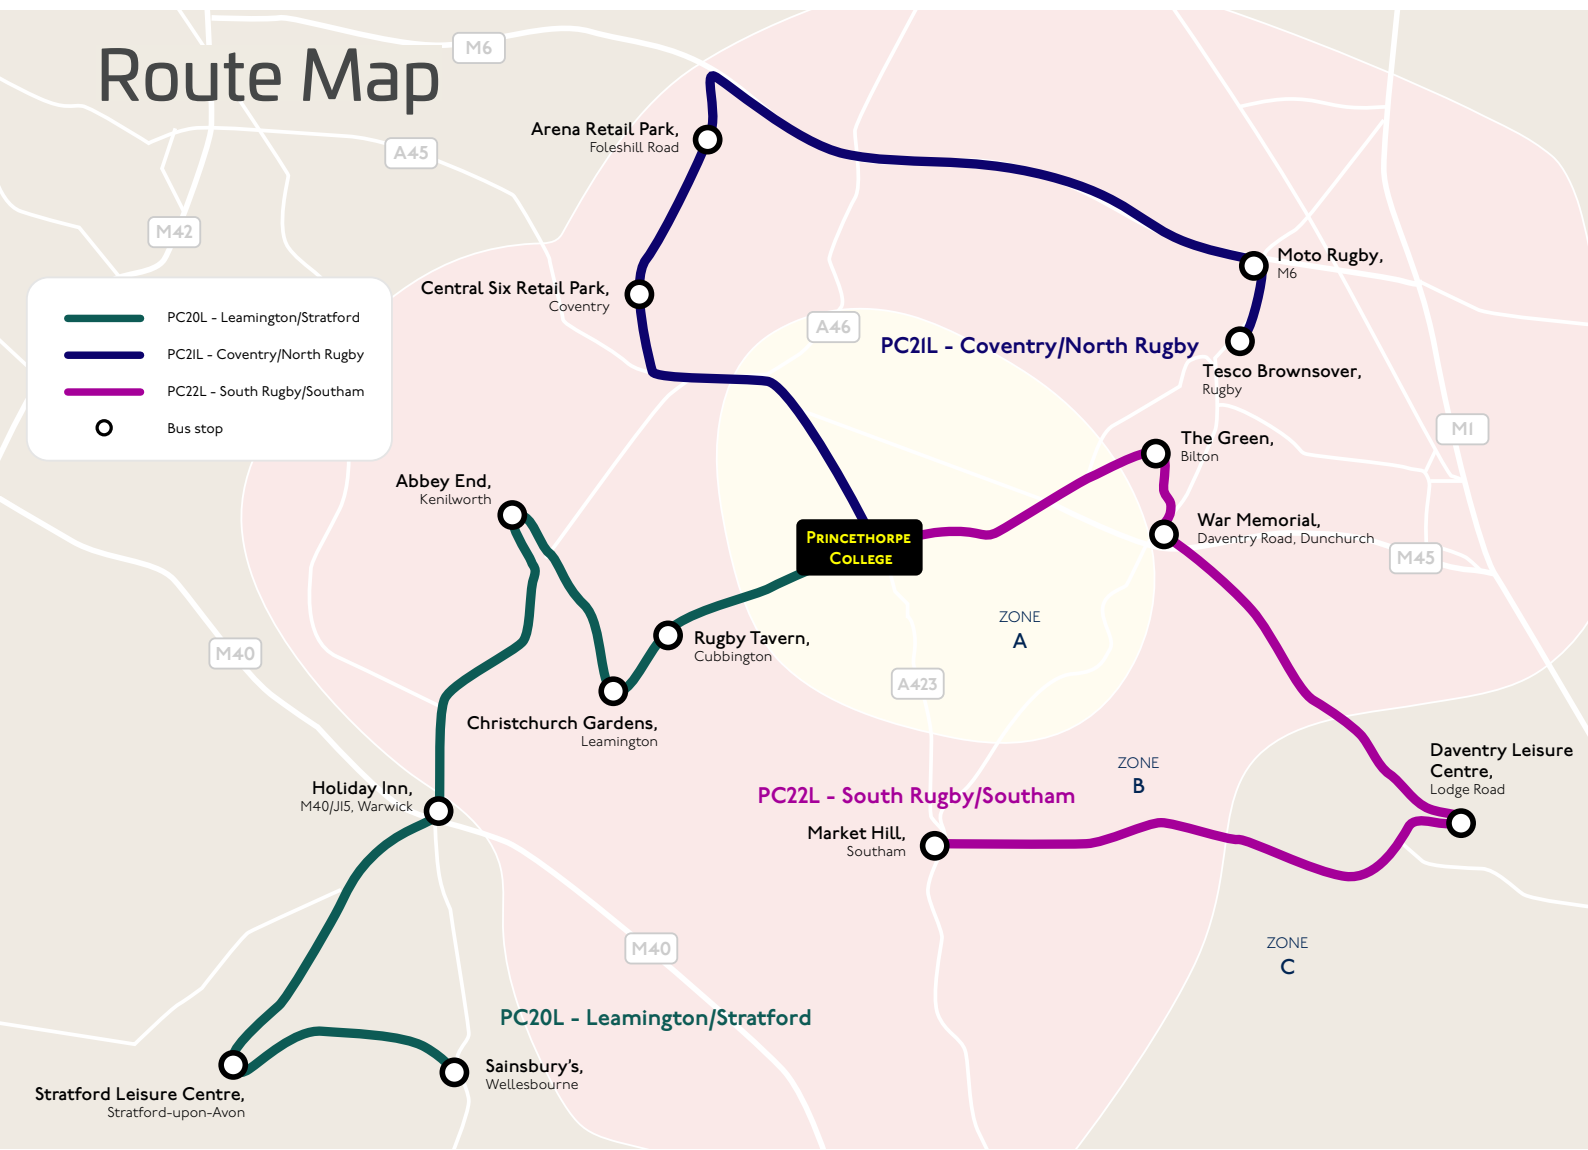 Route Map
M6
A45
M42
Arena Retail Park,
Foleshill Road
Moto Rugby,
M6
Central Six Retail Park,
Coventry
PC20L - Leamington/Stratford
PC21L - Coventry/North Rugby
PC22L - South Rugby/Southam
Bus stop
A46
PC21L - Coventry/North Rugby
Tesco Brownsover,
Rugby
M1
The Green,
Bilton
Abbey End,
Kenilworth
War Memorial,
Daventry Road, Dunchurch
Princethorpe
College
M45
ZONE
A
Rugby Tavern,
Cubbington
M40
A423
Christchurch Gardens,
Leamington
ZONE
B
Daventry Leisure
Centre,
Lodge Road
Holiday Inn,
M40/J15, Warwick
PC22L - South Rugby/Southam
Market Hill,
Southam
M40
ZONE
C
PC20L - Leamington/Stratford
Sainsbury's,
Wellesbourne
Stratford Leisure Centre,
Stratford-upon-Avon